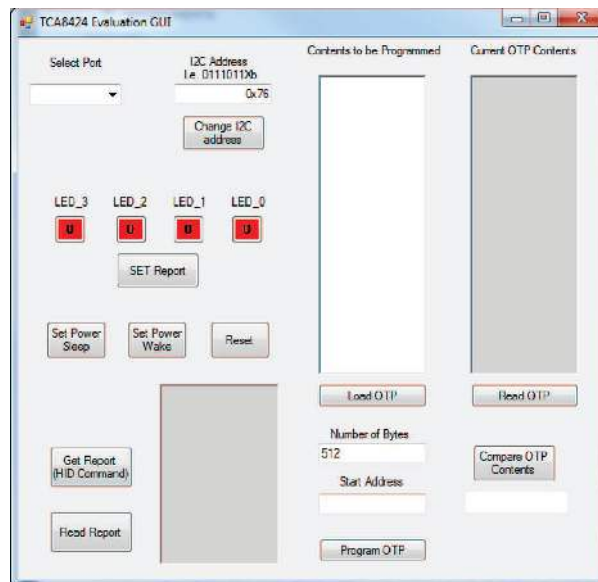 TCA8424 Evaluation GUI
Select Port
I2C Address
I.e. 0111011Xb
0x76
Change I2C
address
LED_3 LED_2 LED_1 LED_0
0 0 0 0
SET Report
Set Power
Sleep
Set Power
Wake
Reset
Get Report
(HID Command)
Read Report
Contents to be Programmed
Load OTP
Number of Bytes
512
Start Address
Program OTP
Current OTP Contents
Read OTP
Compare OTP
Contents